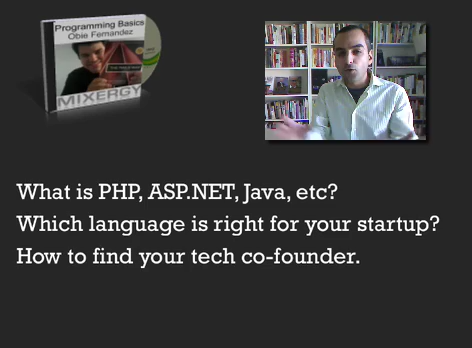 Programming Basics
Obie Fernandez
MIXERGY
What is PHP, ASP.NET, Java, etc?
Which language is right for your startup?
How to find your tech co-founder.